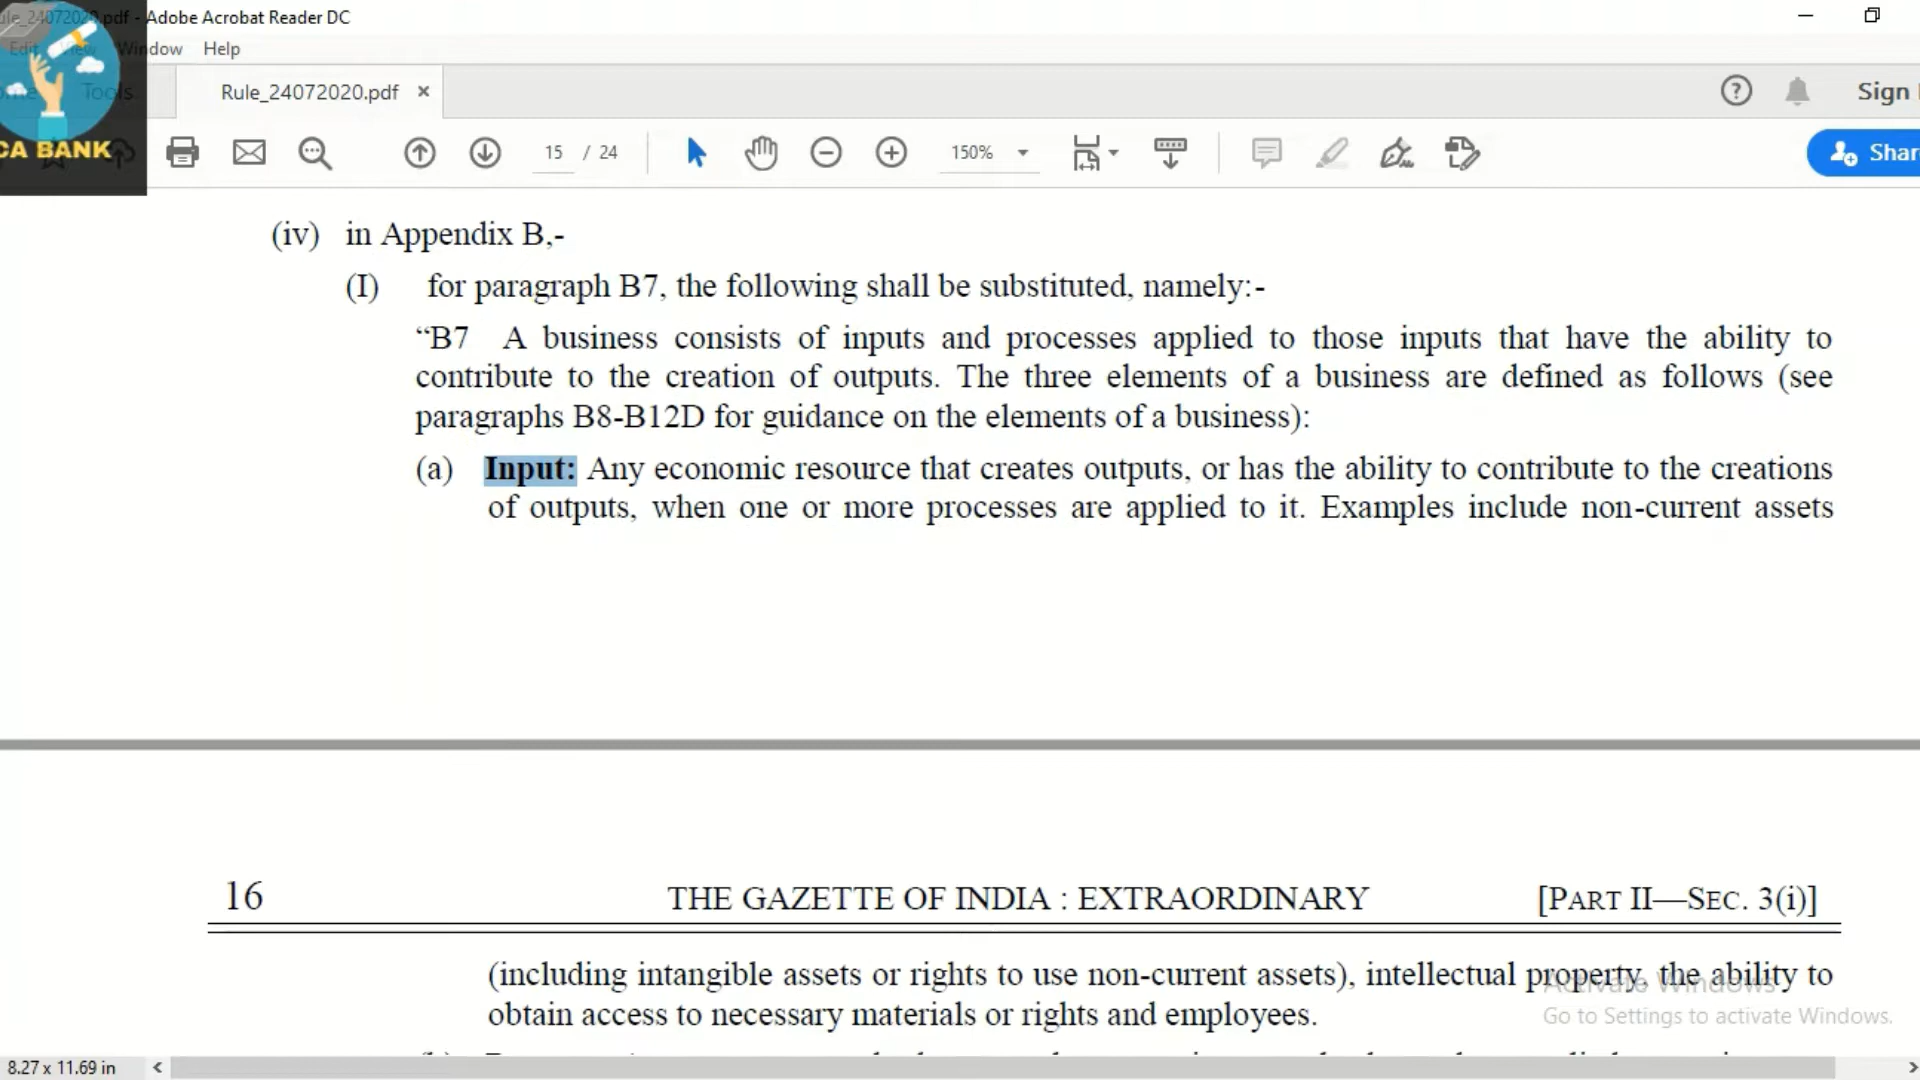 le_24072020.pdf - Adobe Acrobat Reader DC
Edit View Window Help
Tools
Rule_24072020.pdf ×
Sign
CA BANK
15 / 24
150%
Shar
(iv) in Appendix B,-
(I) for paragraph B7, the following shall be substituted, namely:-
“B7 A business consists of inputs and processes applied to those inputs that have the ability to
contribute to the creation of outputs. The three elements of a business are defined as follows (see
paragraphs B8-B12D for guidance on the elements of a business):
(a) Input: Any economic resource that creates outputs, or has the ability to contribute to the creations
of outputs, when one or more processes are applied to it. Examples include non-current assets
16 THE GAZETTE OF INDIA : EXTRAORDINARY [PART II—SEC. 3(i)]
(including intangible assets or rights to use non-current assets), intellectual property, the ability to
obtain access to necessary materials or rights and employees.
Activate Windows
Go to Settings to activate Windows.
8.27 x 11.69 in